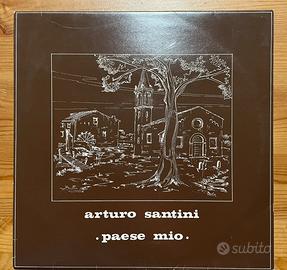 arturo santini
. paese mio .
subito